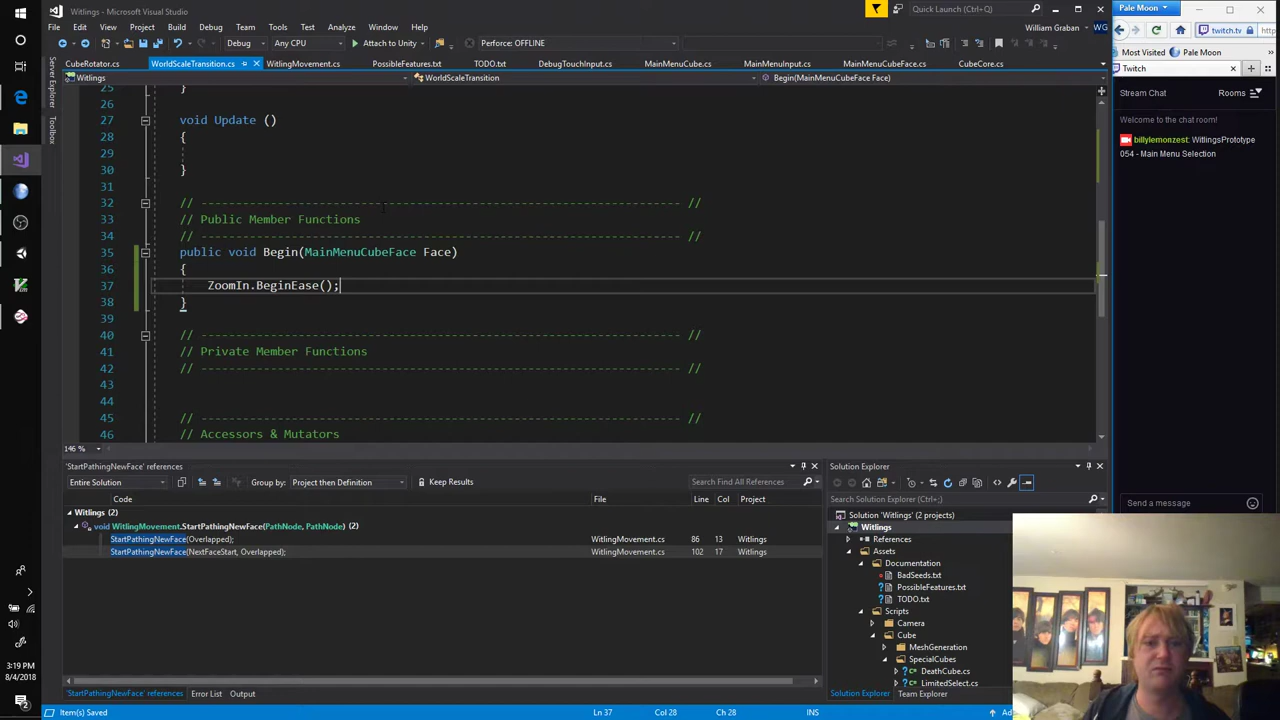 Witlings - Microsoft Visual Studio
Quick Launch (Ctrl+;)
Pale Moon
File Edit View Project Build Debug Team Tools Test Analyze Window Help
William Graban WG
twitch.tv
Debug Any CPU Attach to Unity Perforce: OFFLINE
Most Visited Pale Moon
CubeRotator.cs WorldScaleTransition.cs WitlingMovement.cs PossibleFeatures.txt TODO.txt DebugTouchInput.cs MainMenuCube.cs MainMenuInput.cs MainMenuCubeFace.cs CubeCore.cs
Twitch
Witlings WorldScaleTransition Begin(MainMenuCubeFace Face)
Server Explorer
Toolbox
Stream Chat Rooms
Welcome to the chat room!
billylemonzest: WitlingsPrototype
054 - Main Menu Selection
25 }
26
27 void Update ()
28 {
29
30 }
31
32 // --------------------------------------------------------------------- //
33 // Public Member Functions
34 // --------------------------------------------------------------------- //
35 public void Begin(MainMenuCubeFace Face)
36 {
37 ZoomIn.BeginEase();
38 }
39
40 // --------------------------------------------------------------------- //
41 // Private Member Functions
42 // --------------------------------------------------------------------- //
43
44
45 // --------------------------------------------------------------------- //
46 // Accessors & Mutators
146 %
'StartPathingNewFace' references
Entire Solution Group by: Project then Definition Keep Results Search Find All References
Code File Line Col Project
Witlings (2)
void WitlingMovement.StartPathingNewFace(PathNode, PathNode) (2)
StartPathingNewFace(Overlapped); WitlingMovement.cs 86 13 Witlings
StartPathingNewFace(NextFaceStart, Overlapped); WitlingMovement.cs 102 17 Witlings
Solution Explorer
Search Solution Explorer (Ctrl+;)
Solution 'Witlings' (2 projects)
Witlings
References
Assets
Documentation
BadSeeds.txt
PossibleFeatures.txt
TODO.txt
Scripts
Camera
Cube
MeshGeneration
SpecialCubes
DeathCube.cs
LimitedSelect.cs
Send a message
'StartPathingNewFace' references Error List Output
Solution Explorer Team Explorer
Item(s) Saved Ln 37 Col 28 Ch 28 INS
3:19 PM
8/4/2018
2